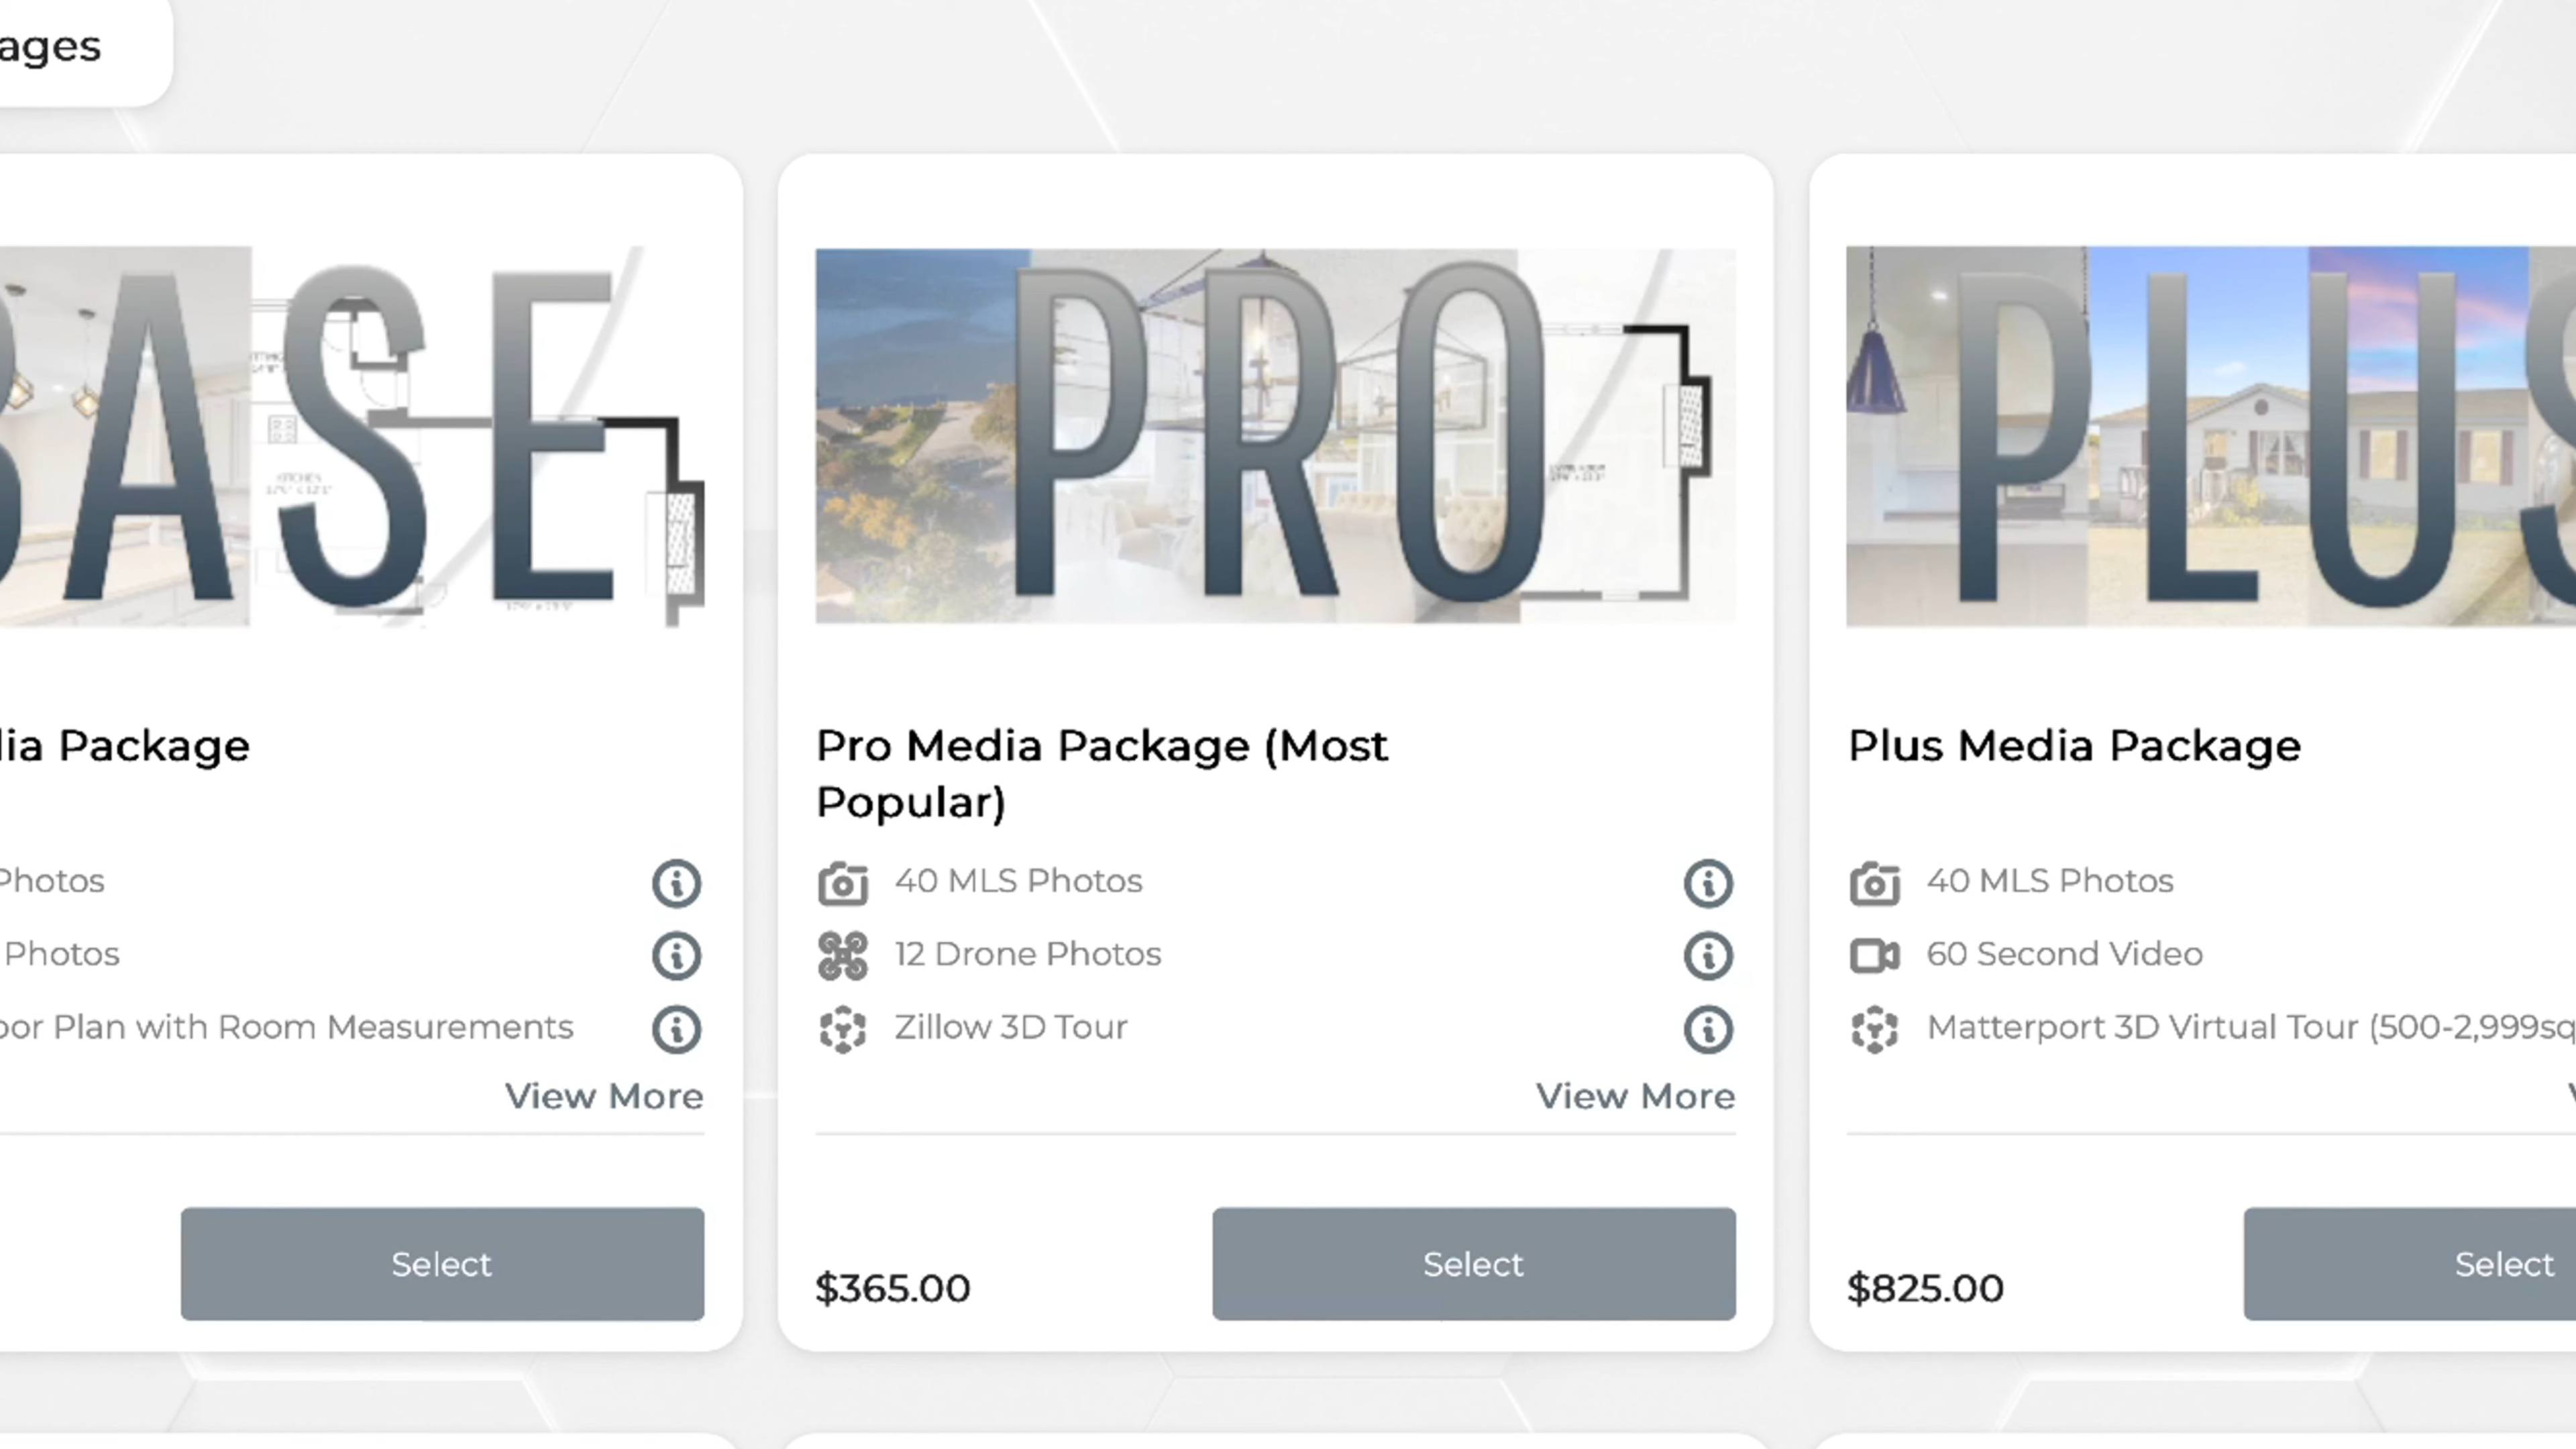 ages
BASE
KITCHEN
PRO
PLUS
dia Package
Photos
Photos
oor Plan with Room Measurements
View More
Select
Pro Media Package (Most
Popular)
40 MLS Photos
12 Drone Photos
Zillow 3D Tour
View More
$365.00
Select
Plus Media Package
40 MLS Photos
60 Second Video
Matterport 3D Virtual Tour (500-2,999sq
$825.00
Select